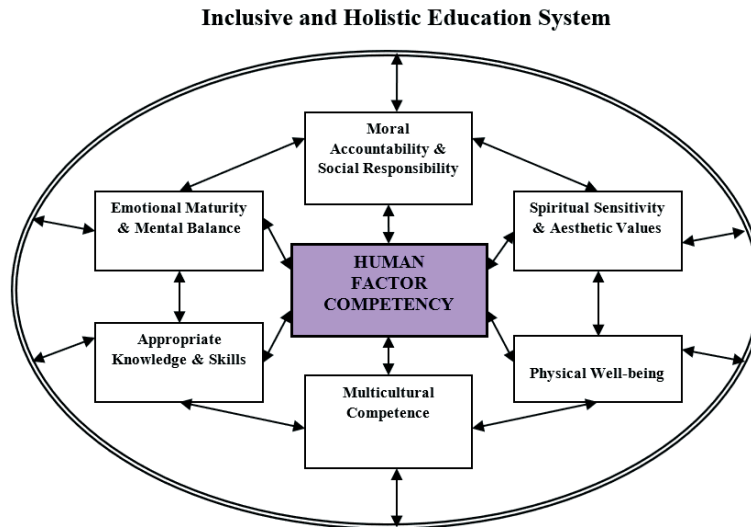 Inclusive and Holistic Education System
Moral
Accountability &
Social Responsibility
Emotional Maturity
& Mental Balance
Spiritual Sensitivity
& Aesthetic Values
HUMAN
FACTOR
COMPETENCY
Appropriate
Knowledge & Skills
Physical Well-being
Multicultural
Competence